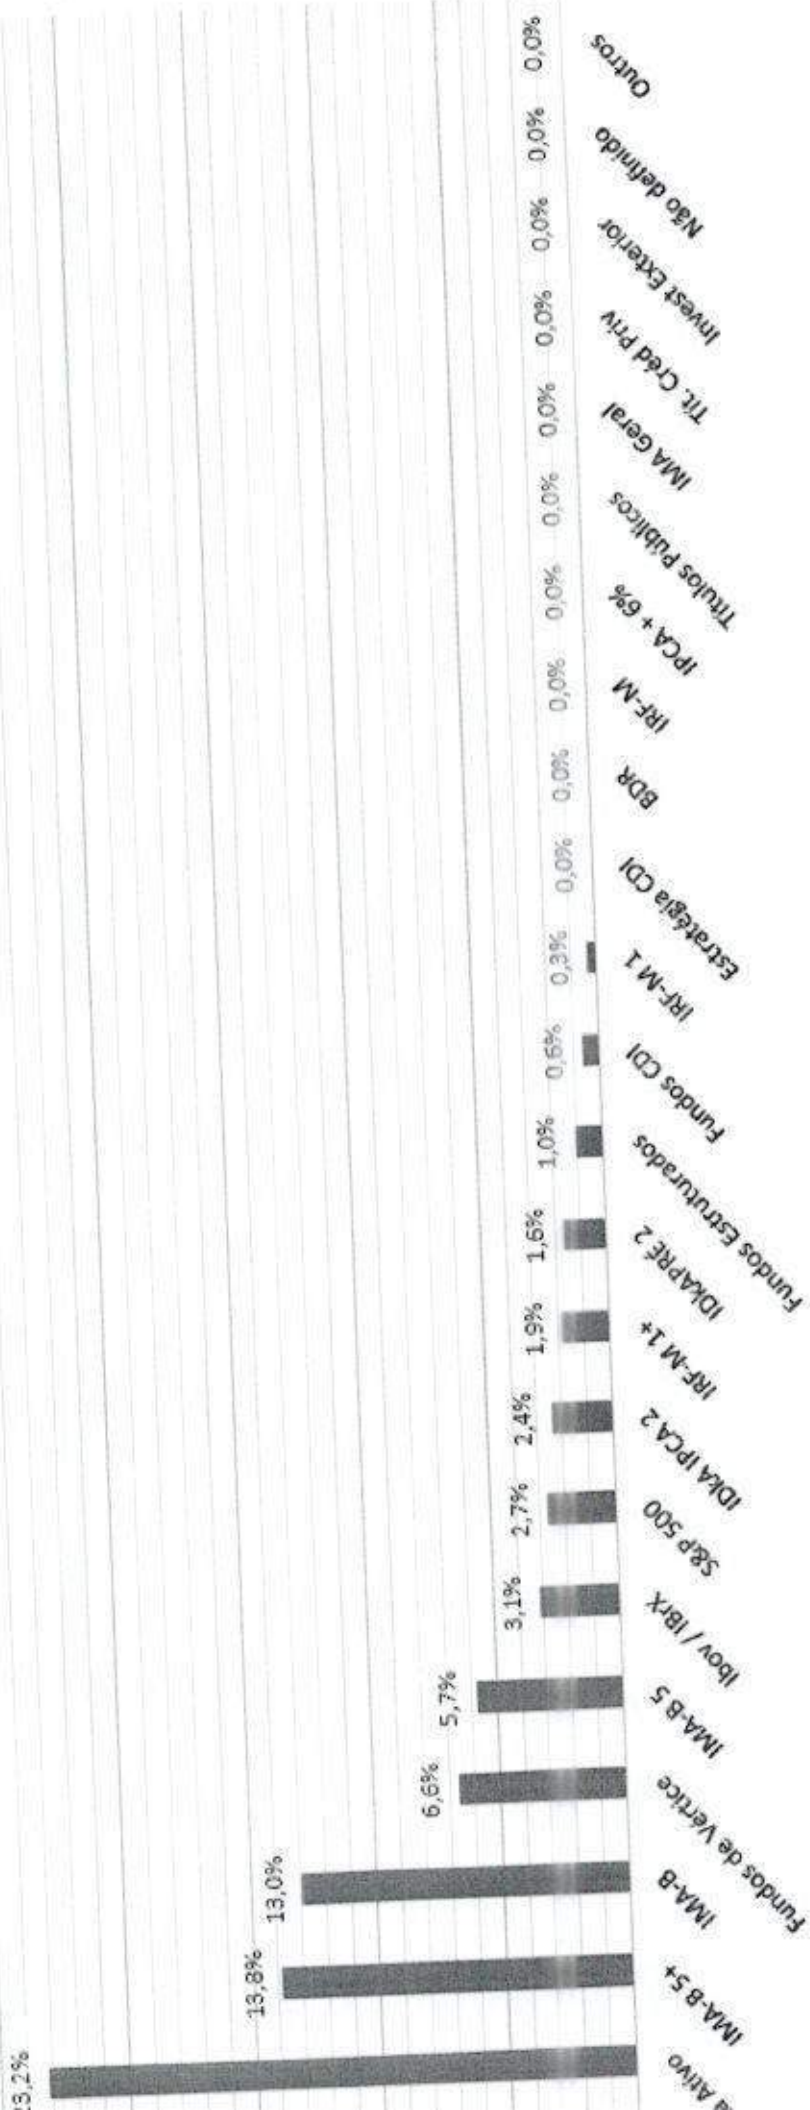 3,2%
13,8%
13,0%
6,6%
5,7%
3,1%
2,7%
2,4%
1,9%
1,6%
1,0%
0,6%
0,3%
0,0%
0,0%
0,0%
0,0%
0,0%
0,0%
0,0%
0,0%
0,0%
0,0%
a Ativo
IMA-B 5+
IMA-B
Fundos de Vértice
IMA-B 5
Ibov / IBrX
S&P 500
IDkA IPCA 2
IRF-M 1+
IDkAPRÉ 2
Fundos Estruturados
Fundos CDI
IRF-M 1
Estratégia CDI
BDR
IRF-M
IPCA + 6%
Títulos Públicos
IMA Geral
Tít. Créd Priv
Invest Exterior
Não definido
Outros